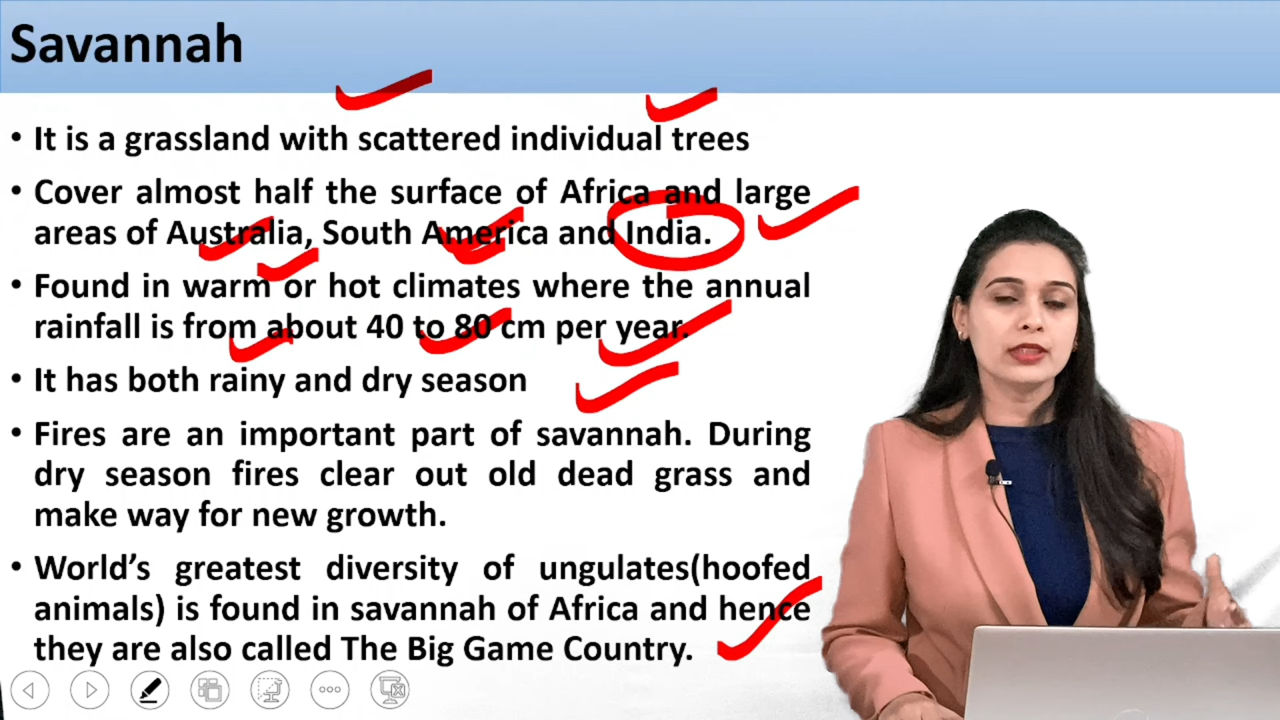 Savannah
• It is a grassland with scattered individual trees
• Cover almost half the surface of Africa and large
areas of Australia, South America and India.
• Found in warm or hot climates where the annual
rainfall is from about 40 to 80 cm per year.
• It has both rainy and dry season
• Fires are an important part of savannah. During
dry season fires clear out old dead grass and
make way for new growth.
• World's greatest diversity of ungulates(hoofed
animals) is found in savannah of Africa and hence
they are also called The Big Game Country.